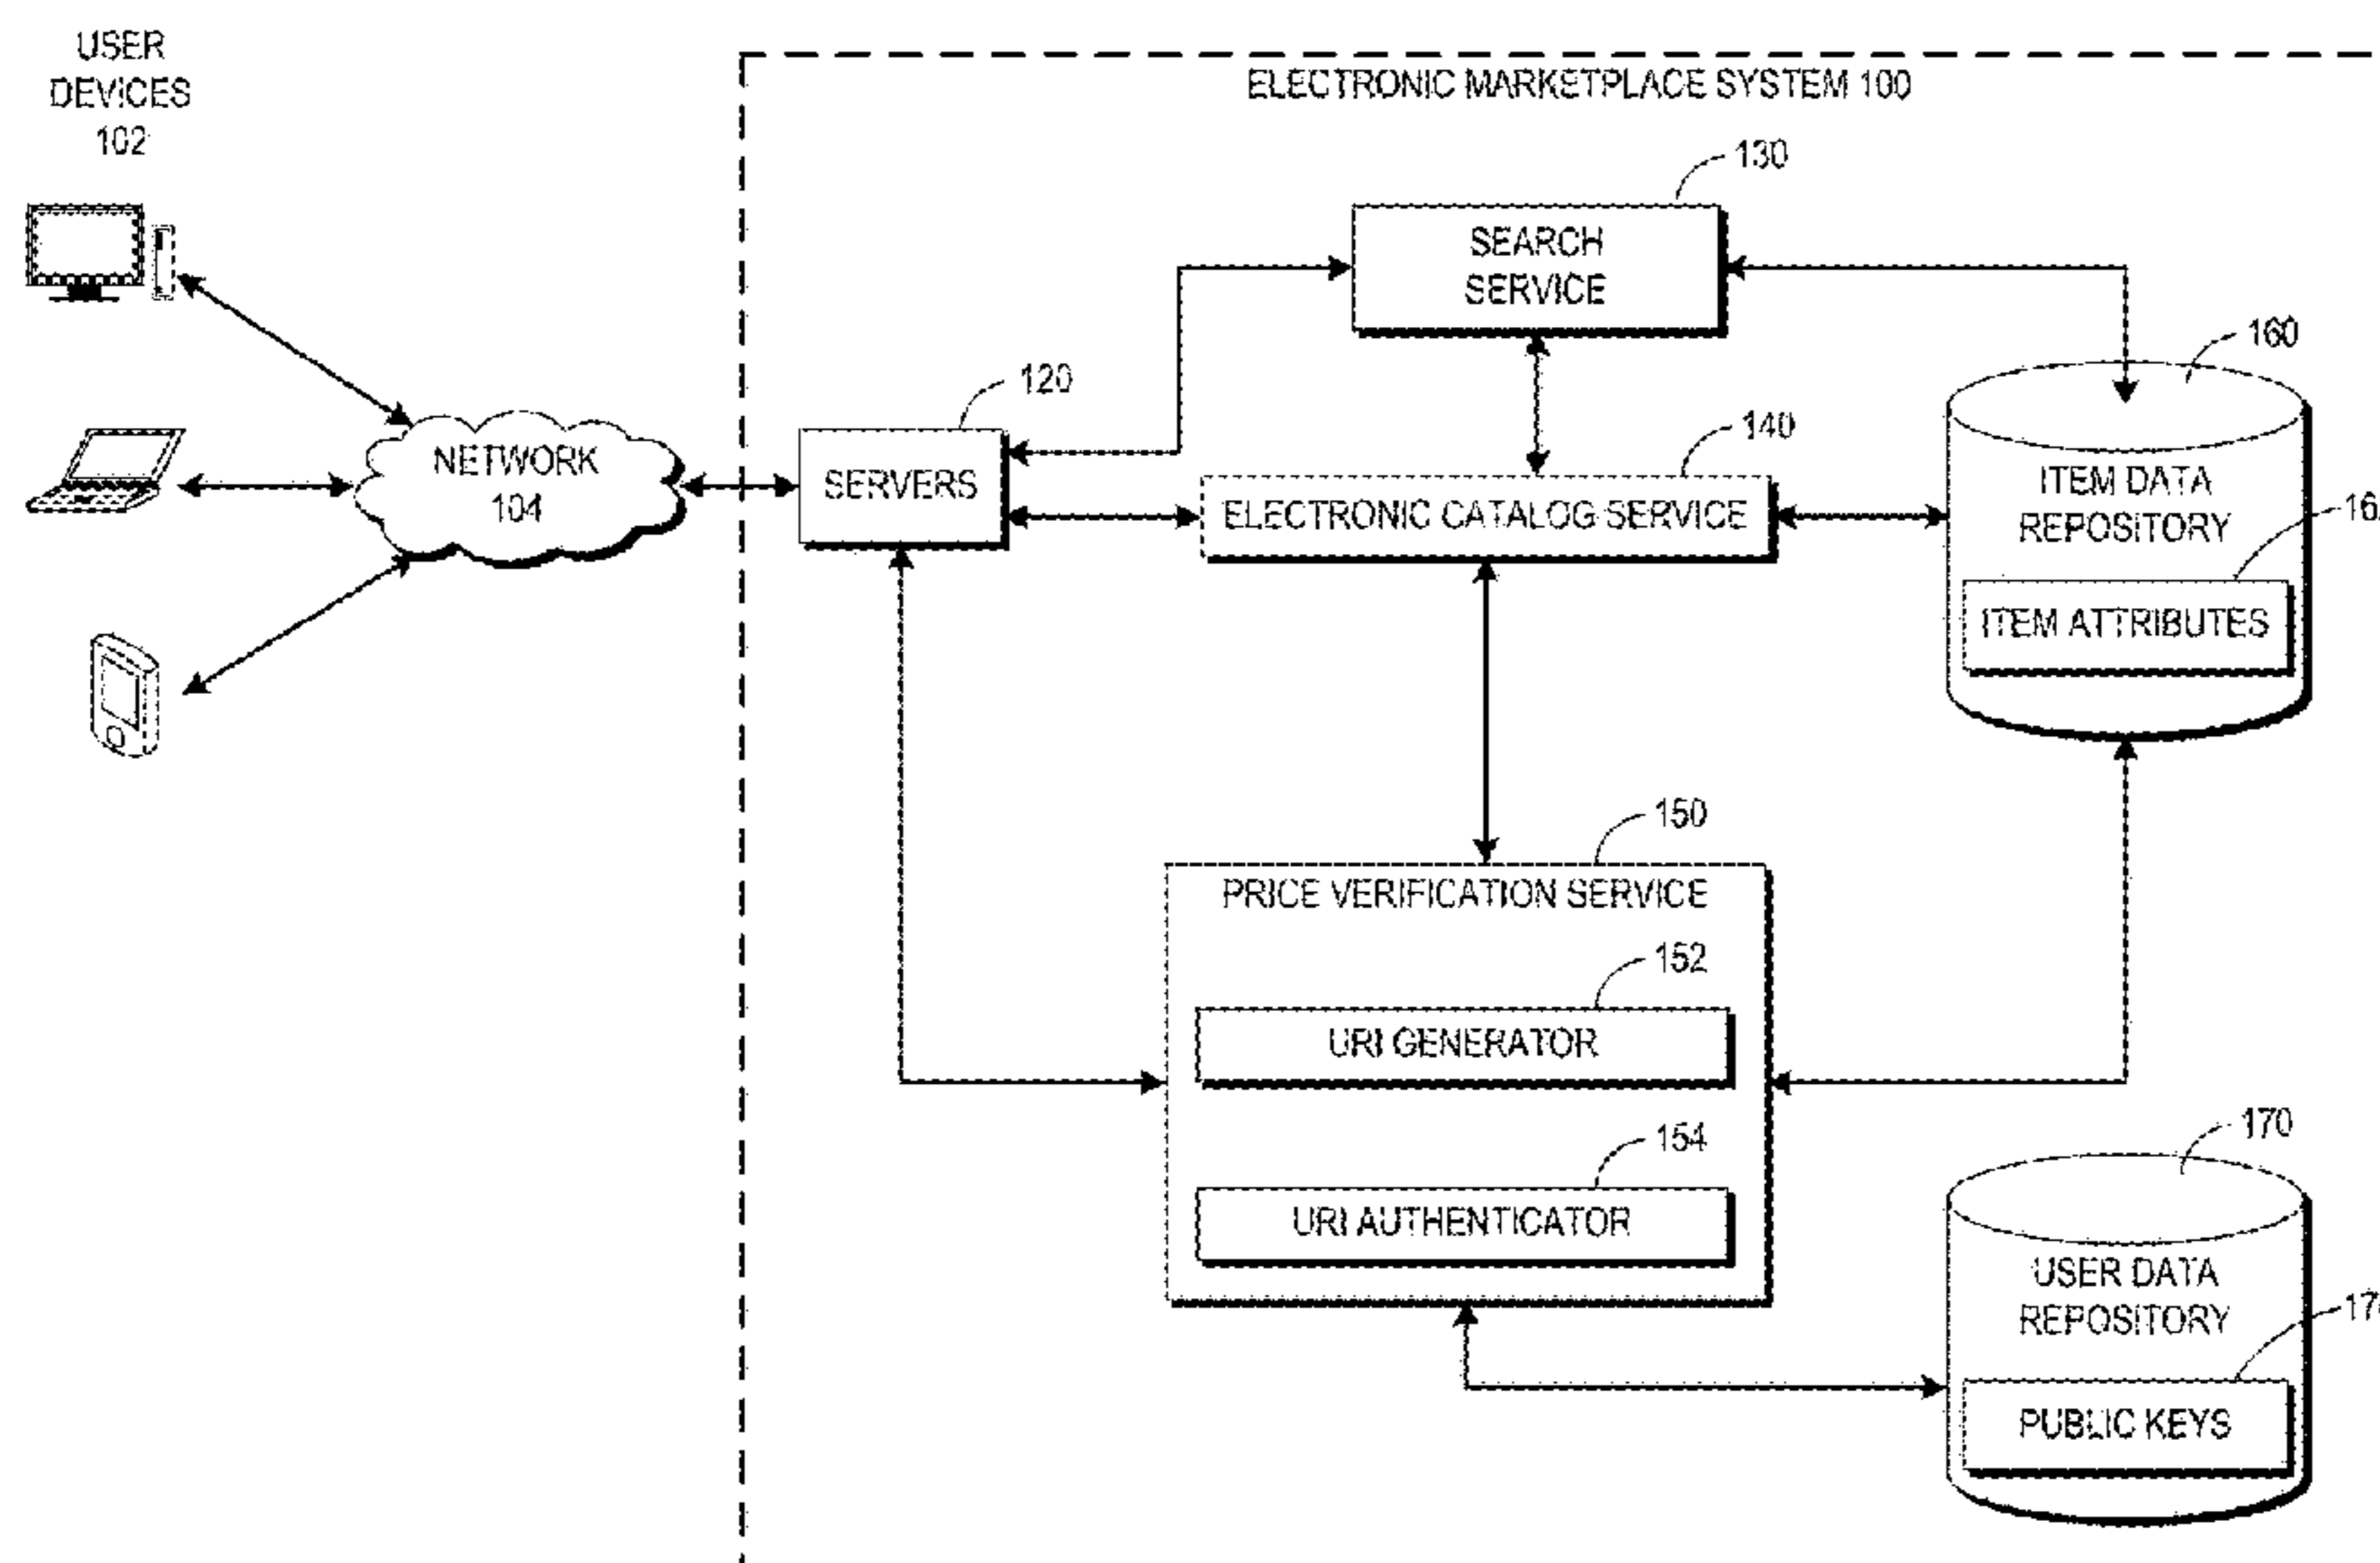 USER
DEVICES
102
ELECTRONIC MARKETPLACE SYSTEM 100
130
SEARCH
SERVICE
160
120
140
NETWORK
104
SERVERS
ELECTRONIC CATALOG SERVICE
ITEM DATA
REPOSITORY
ITEM ATTRIBUTES
150
PRICE VERIFICATION SERVICE
152
URI GENERATOR
154
URI AUTHENTICATOR
170
USER DATA
REPOSITORY
PUBLIC KEYS